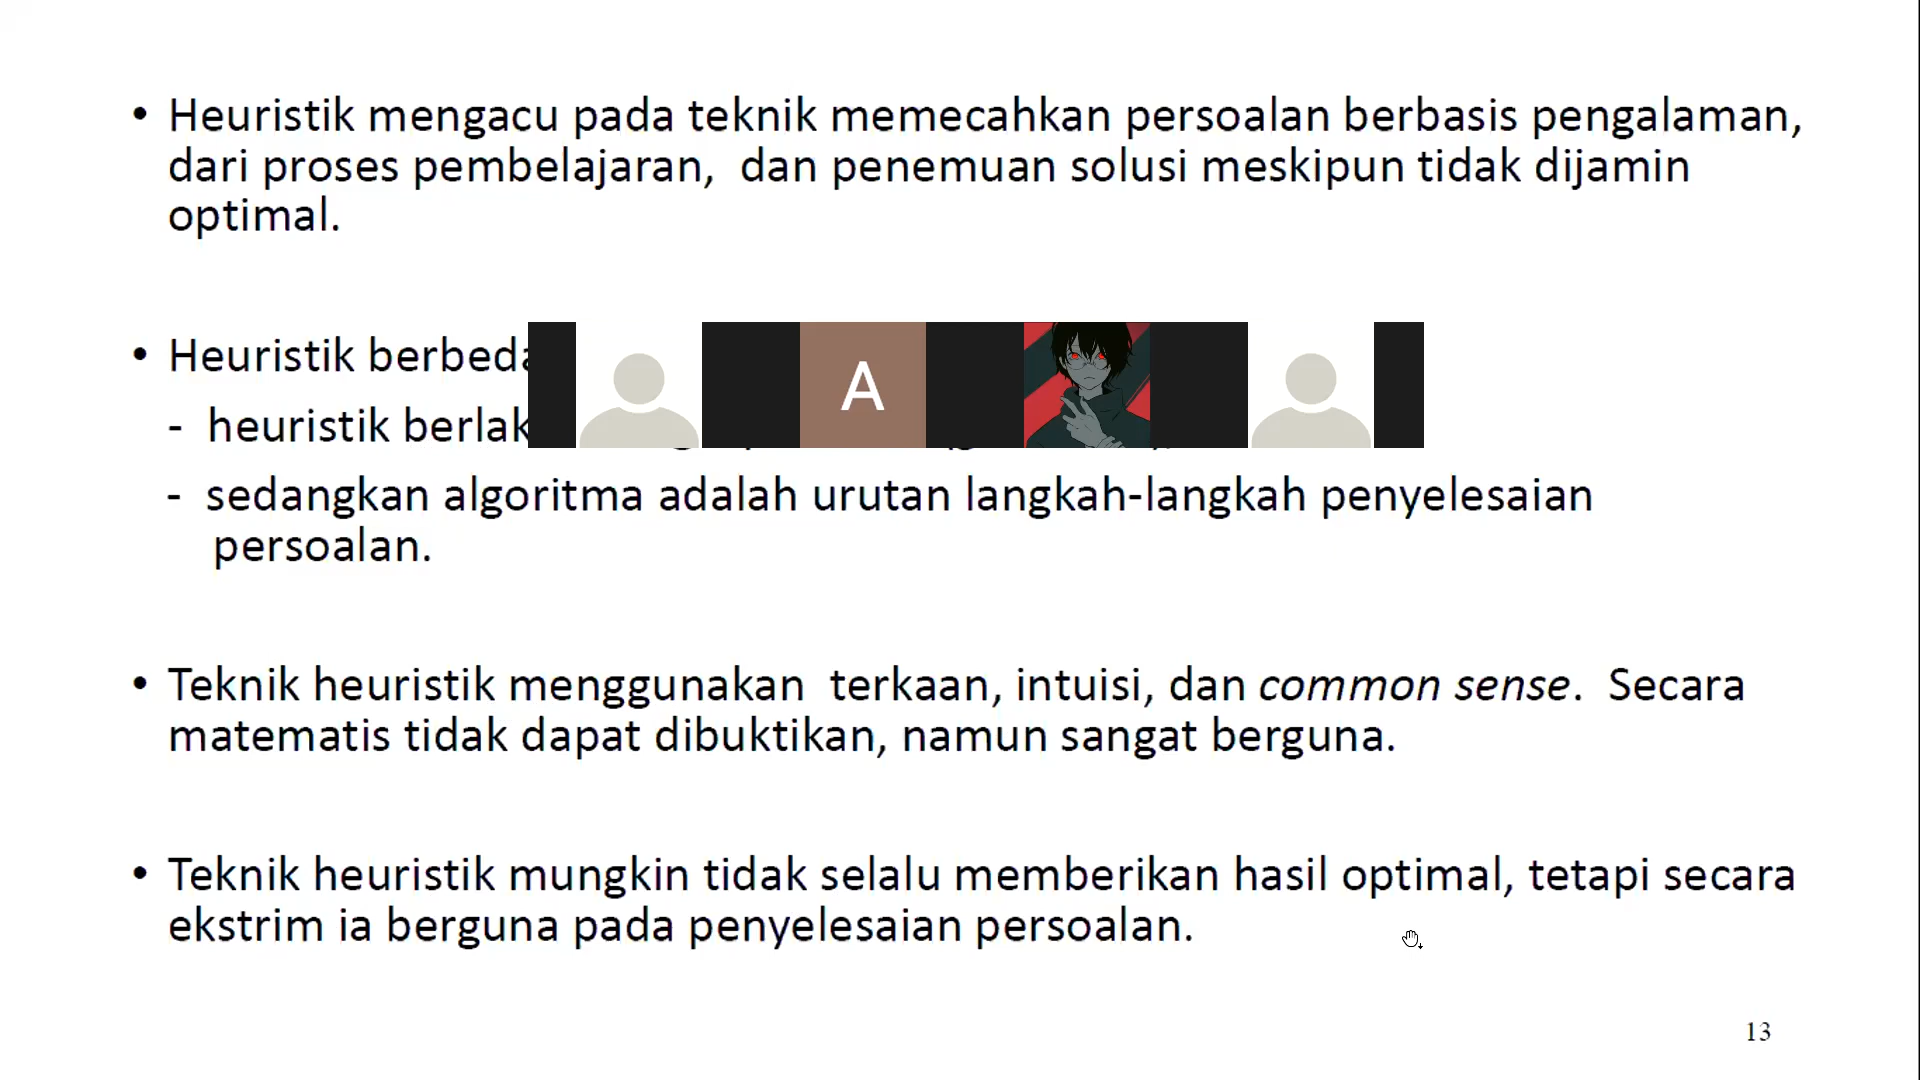 • Heuristik mengacu pada teknik memecahkan persoalan berbasis pengalaman,
dari proses pembelajaran, dan penemuan solusi meskipun tidak dijamin
optimal.
• Heuristik
A
- heuristik
- sedangkan algoritma adalah urutan langkah-langkah penyelesaian
persoalan.
• Teknik heuristik menggunakan terkaan, intuisi, dan common sense. Secara
matematis tidak dapat dibuktikan, namun sangat berguna.
• Teknik heuristik mungkin tidak selalu memberikan hasil optimal, tetapi secara
ekstrim ia berguna pada penyelesaian persoalan.
13